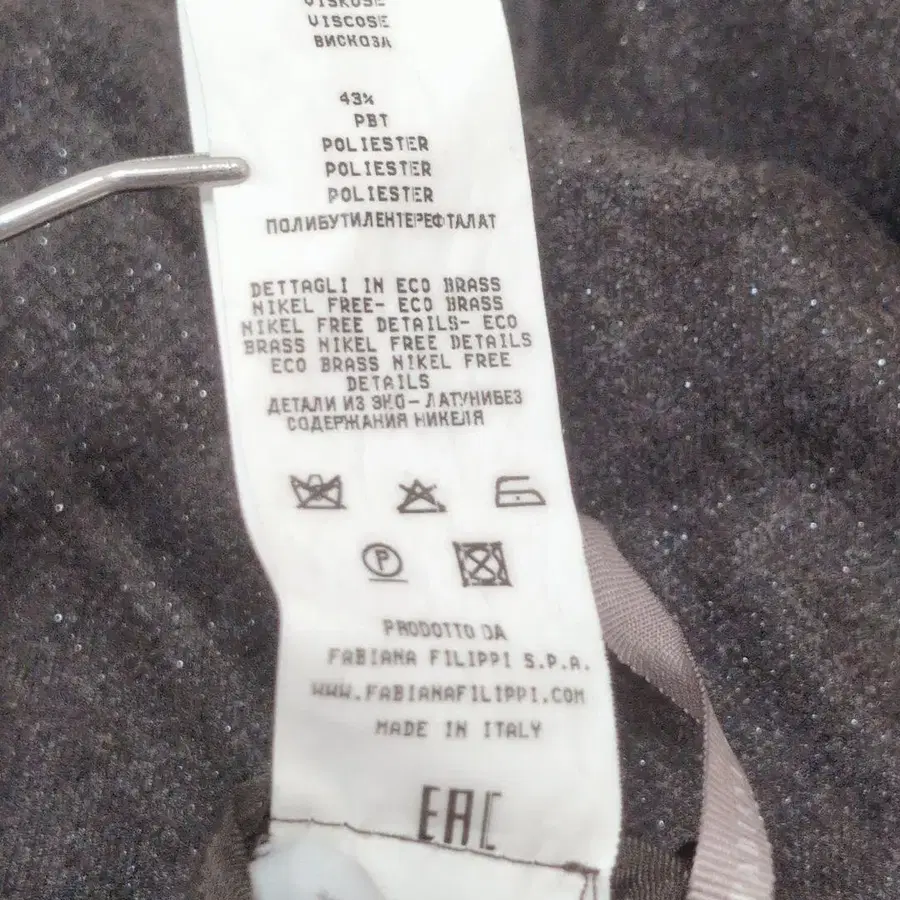 VISKOSE
VISCOSE
ВИСКОЗА
43%
PBT
POLIESTER
POLIESTER
POLIESTER
ПОЛИБУТИЛЕНТЕРЕФТАЛАТ
DETTAGLI IN ECO BRASS
NIKEL FREE- ECO BRASS
NIKEL FREE DETAILS- ECO
BRASS NIKEL FREE DETAILS
ECO BRASS NIKEL FREE
DETAILS
ДЕТАЛИ ИЗ ЭКО-ЛАТУНИБЕЗ
СОДЕРЖАНИЯ НИКЕЛЯ
P
PRODOTTO DA
FABIANA FILIPPI S.P.A.
WWW.FABIANAFILIPPI.COM
MADE IN ITALY
EAC